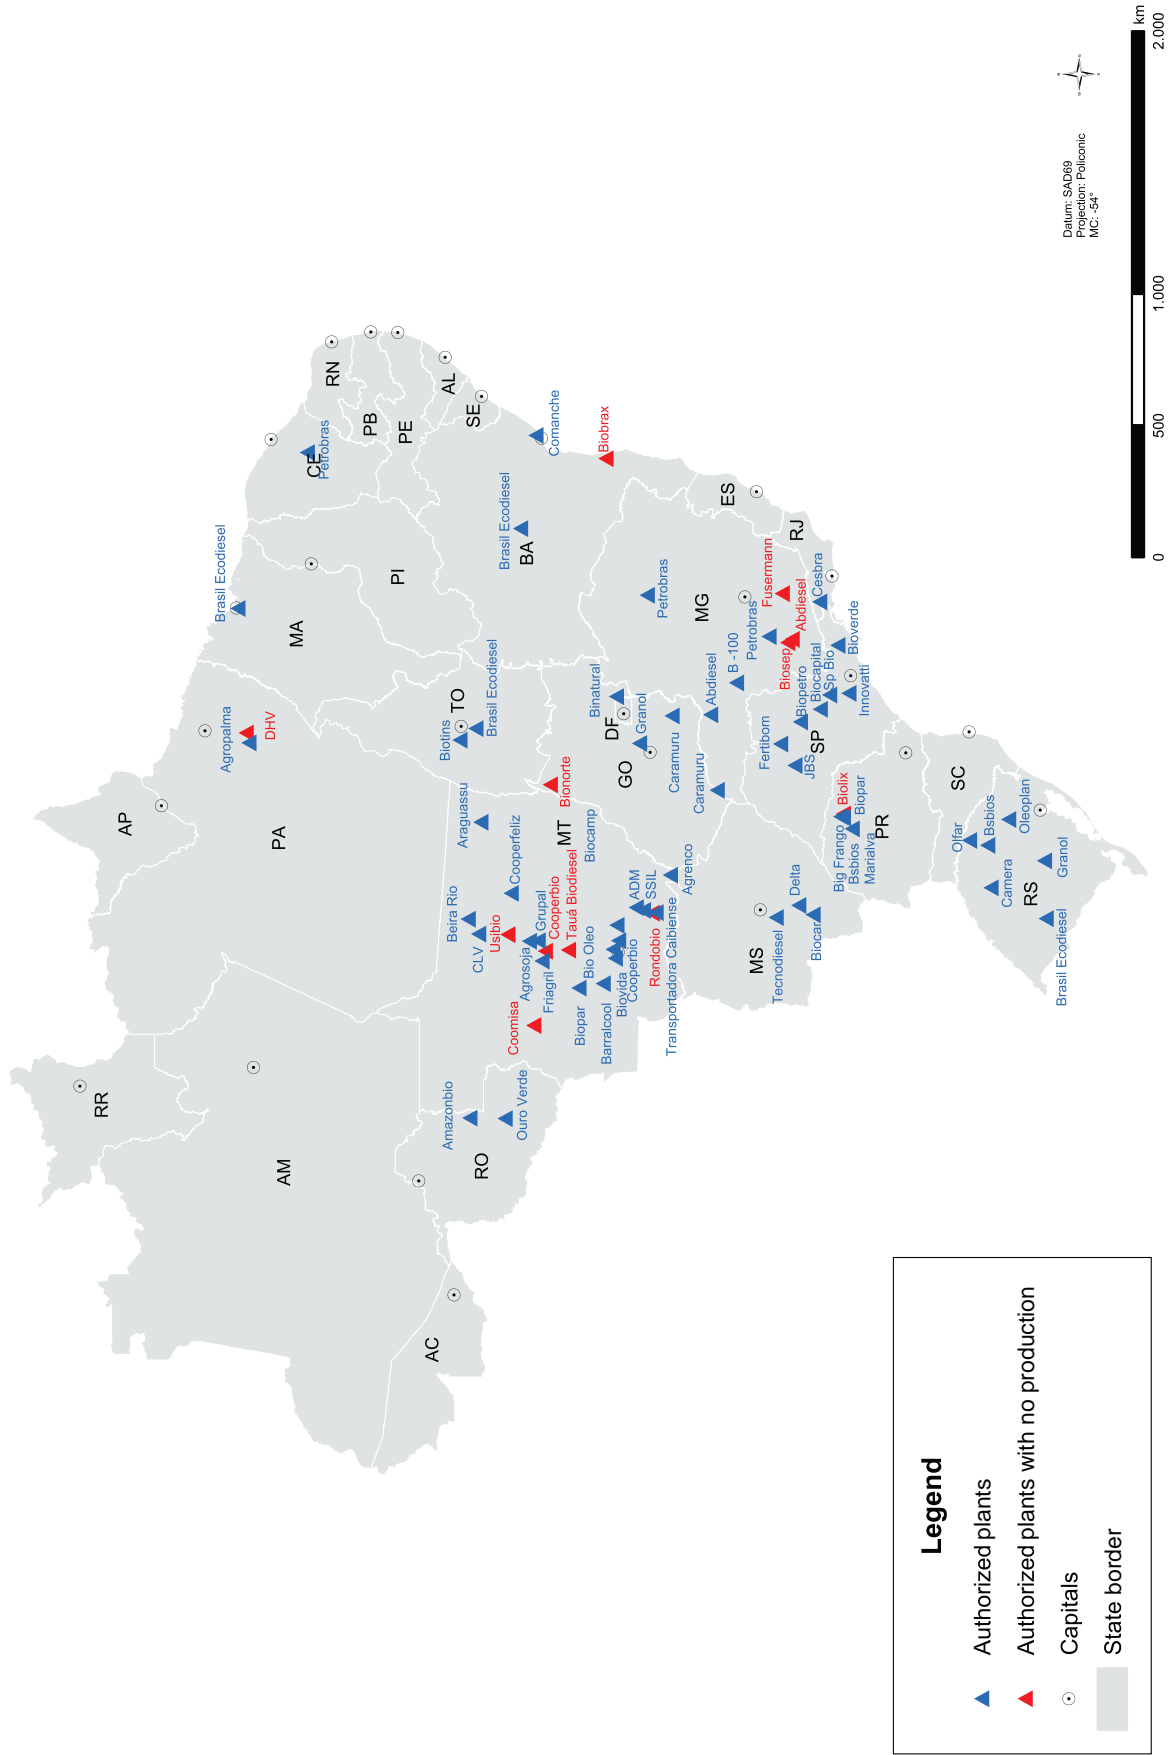 RR
AP
AM
PA
AC
RO
MA
PI
CE
RN
PB
PE
AL
SE
BA
TO
MT
GO
DF
MG
ES
RJ
SP
MS
PR
SC
RS
Brasil Ecodiesel
Petrobras
Agropalma
DHV
Comanche
Biobrax
Brasil Ecodiesel
Biotins
Brasil Ecodiesel
Amazonbio
Ouro Verde
Araguassu
Cooperfeliz
Beira Rio
CLV
Usibio
Agrosoja
Grupal
Cooperbio
Friagril
Tauá Biodiesel
Coomisa
Bionorte
Biocamp
Bio Oleo
Biopar
Barralcool
Biovida
Cooperbio
ADM
SSIL
Rondobio
Transportadora Caibiense
Agrenco
Binatural
Granol
Caramuru
Caramuru
Petrobras
Abdiesel
B -100
Petrobras
Fusermann
Biosep
Abdiesel
Cesbra
Bioverde
Fertibom
Biopetro
Biocapital
Sp Bio
Innovatti
JBS
Tecnodiesel
Delta
Biocar
Biolix
Biopar
Big Frango
Bsbios
Marialva
Olfar
Bsbios
Oleoplan
Camera
Granol
Brasil Ecodiesel
Datum: SAD69
Projection: Policonic
MC: -54°
0
500
1.000
2.000
km
Legend
Authorized plants
Authorized plants with no production
Capitals
State border